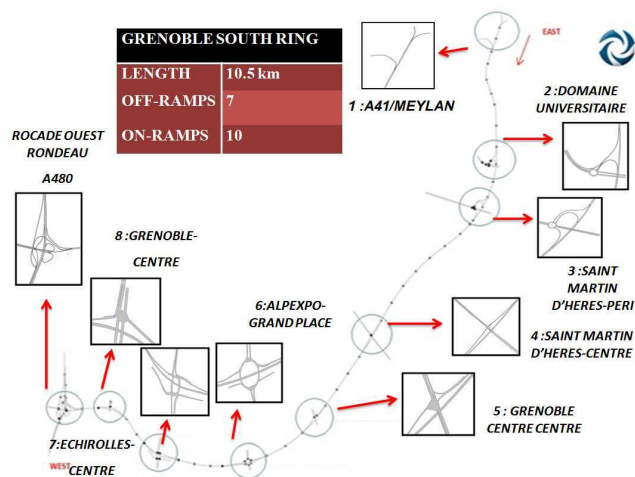 GRENOBLE SOUTH RING
LENGTH 10.5 km
OFF-RAMPS 7
ON-RAMPS 10
EAST
1 :A41/MEYLAN
2 :DOMAINE
UNIVERSITAIRE
ROCADE OUEST
RONDEAU
A480
8 :GRENOBLE-
CENTRE
3 :SAINT
MARTIN
D'HERES-PERI
6 :ALPEXPO-
GRAND PLACE
4 :SAINT MARTIN
D'HERES-CENTRE
5 : GRENOBLE
CENTRE CENTRE
7:ECHIROLLES-
CENTRE
WEST